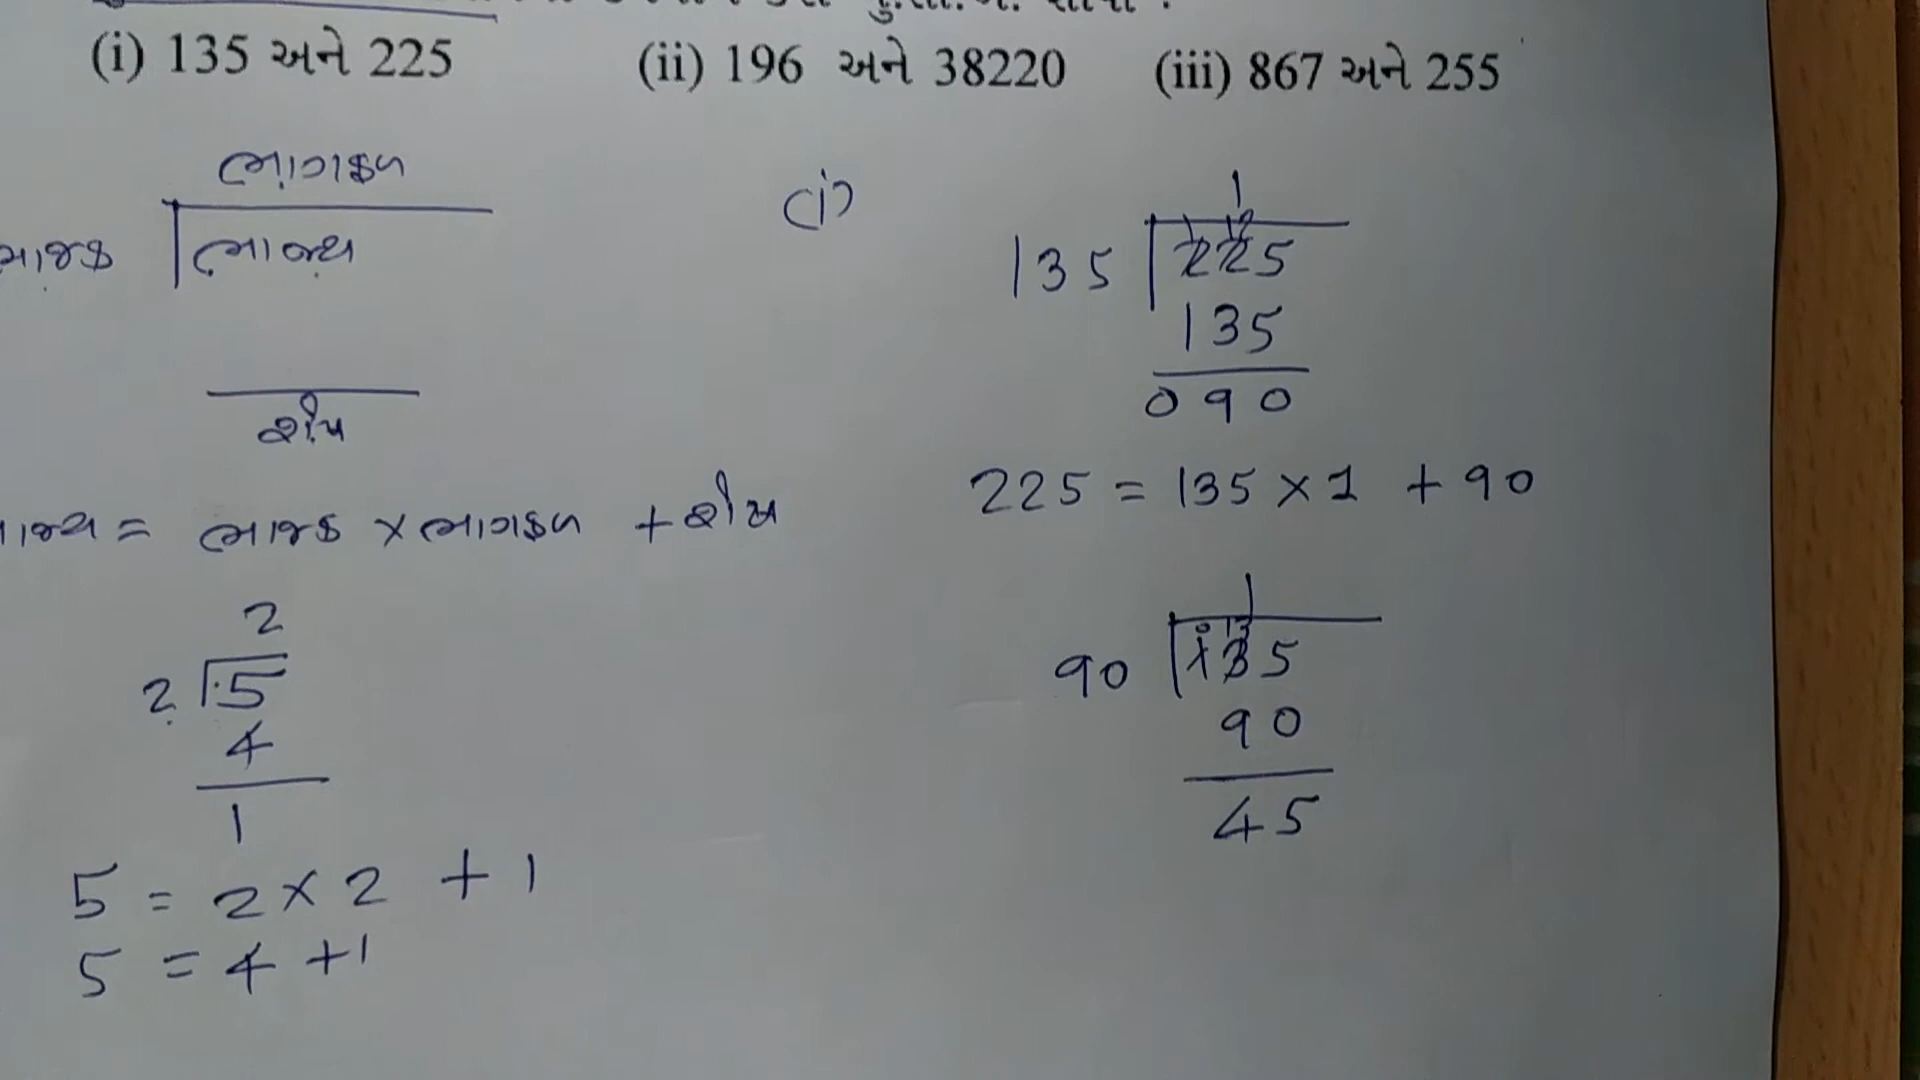 (i) 135 અને 225 (ii) 196 અને 38220 (iii) 867 અને 255
ભાગફળ
ભાજક ભાજ્ય
શેષ
ભાજ્ય = ભાજક × ભાગફળ + શેષ
2
2 5
4
1
5 = 2 × 2 + 1
5 = 4 + 1
(i)
1
135 225
135
090
225 = 135 × 1 + 90
1
90 135
90
45